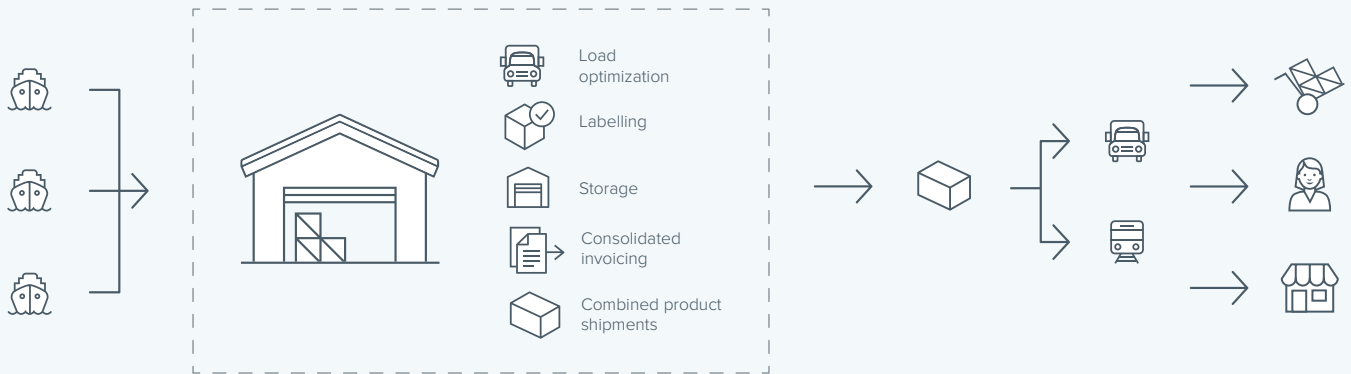 Load
optimization
Labelling
Storage
Consolidated
invoicing
Combined product
shipments